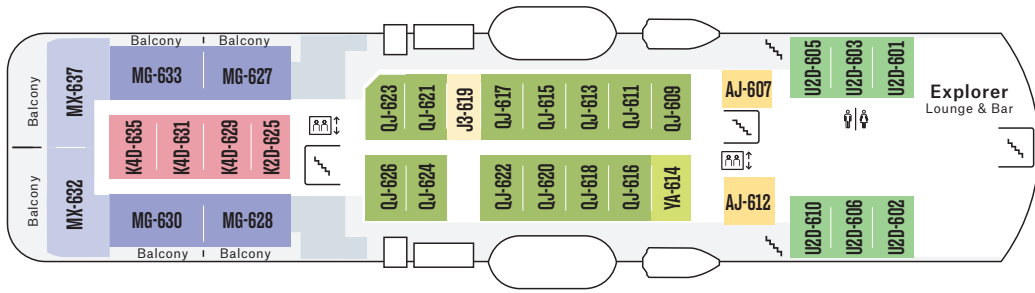 Balcony
Balcony
Balcony
MX-637
MG-633
MG-627
K4D-635
K4D-631
K4D-629
K2D-625
Balcony
MX-632
MG-630
MG-628
Balcony
Balcony
QJ-623
QJ-621
J3-619
QJ-617
QJ-615
QJ-613
QJ-611
QJ-609
QJ-626
QJ-624
QJ-622
QJ-620
QJ-618
QJ-616
YA-614
AJ-607
AJ-612
U2D-605
U2D-603
U2D-601
Explorer
Lounge & Bar
U2D-610
U2D-606
U2D-602